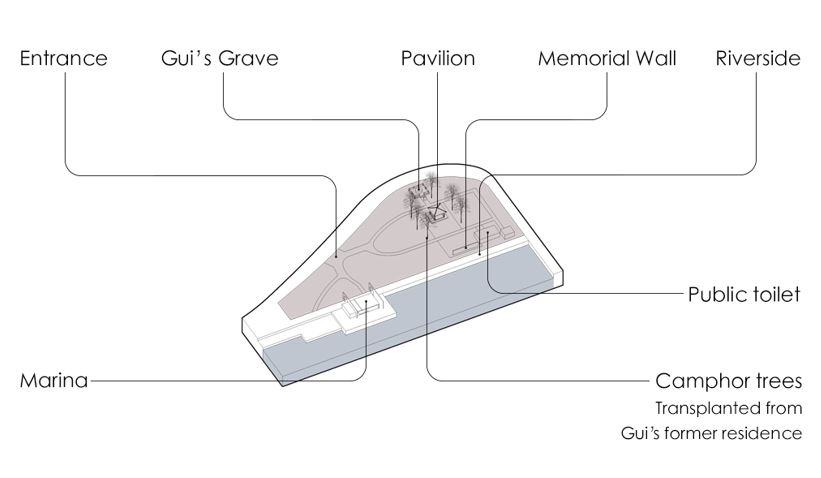 Entrance
Gui's Grave
Pavilion
Memorial Wall
Riverside
Public toilet
Marina
Camphor trees
Transplanted from
Gui's former residence